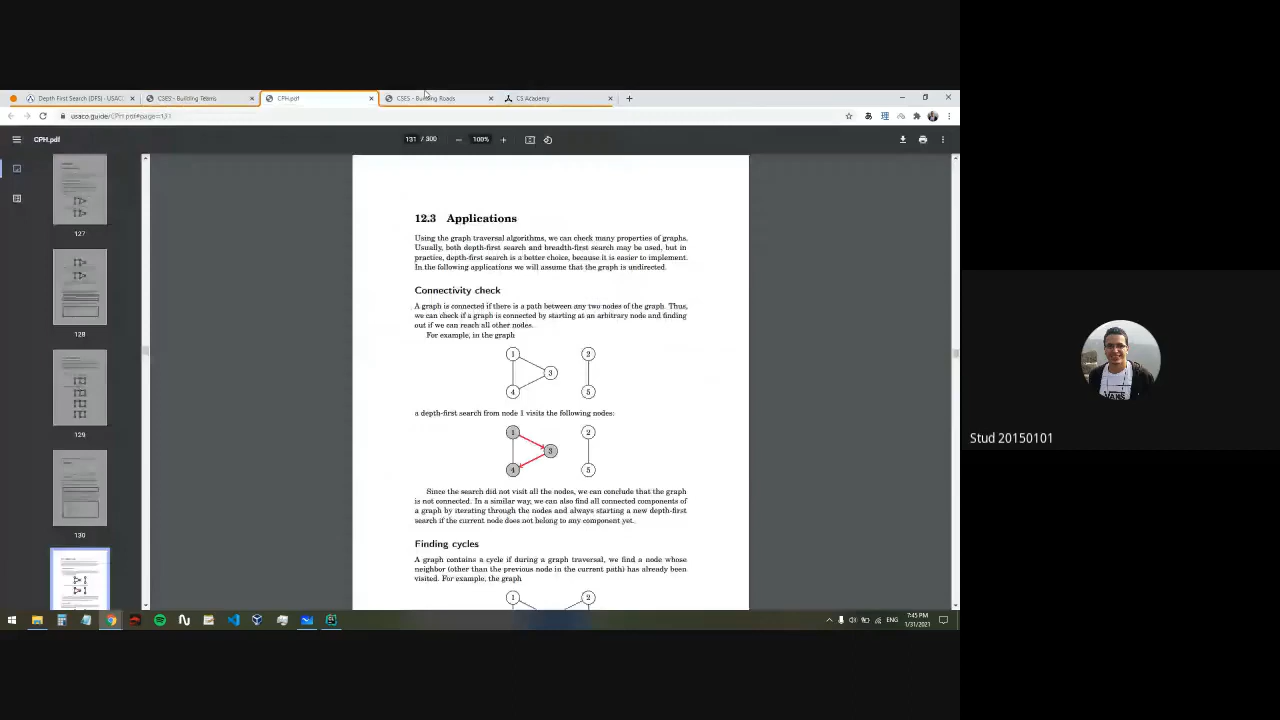 Depth First Search (DFS) - USAC
CSES - Building Teams
CPH.pdf
CSES - Building Roads
CS Academy
usaco.guide/CPH.pdf#page=131
CPH.pdf
131 / 300
100%
127
128
129
130
12.3 Applications
Using the graph traversal algorithms, we can check many properties of graphs.
Usually, both depth-first search and breadth-first search may be used, but in
practice, depth-first search is a better choice, because it is easier to implement.
In the following applications we will assume that the graph is undirected.
Connectivity check
A graph is connected if there is a path between any two nodes of the graph. Thus,
we can check if a graph is connected by starting at an arbitrary node and finding
out if we can reach all other nodes.
For example, in the graph
1 2
3
4 5
a depth-first search from node 1 visits the following nodes:
1 2
3
4 5
Since the search did not visit all the nodes, we can conclude that the graph
is not connected. In a similar way, we can also find all connected components of
a graph by iterating through the nodes and always starting a new depth-first
search if the current node does not belong to any component yet.
Finding cycles
A graph contains a cycle if during a graph traversal, we find a node whose
neighbor (other than the previous node in the current path) has already been
visited. For example, the graph
1 2
Stud 20150101
ENG
7:45 PM
1/31/2021